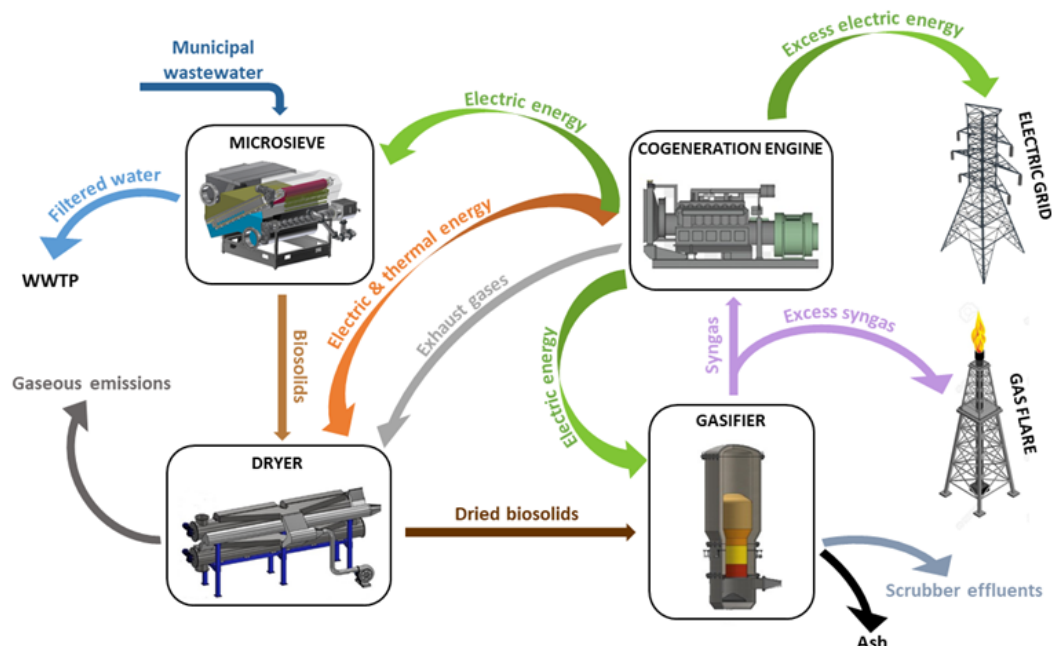 Municipal
wastewater
Excess electric energy
Electric energy
MICROSIEVE
COGENERATION ENGINE
ELECTRIC GRID
Filtered water
WWTP
Electric & thermal energy
Exhaust gases
Biosolids
Syngas
Excess syngas
Gaseous emissions
Electric energy
GAS FLARE
GASIFIER
DRYER
Dried biosolids
Scrubber effluents
Ash